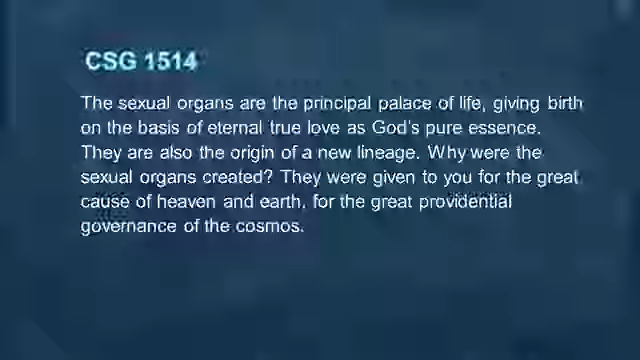 CSG 1514
The sexual organs are the principal palace of life, giving birth
on the basis of eternal true love as God's pure essence.
They are also the origin of a new lineage. Why were the
sexual organs created? They were given to you for the great
cause of heaven and earth, for the great providential
governance of the cosmos.